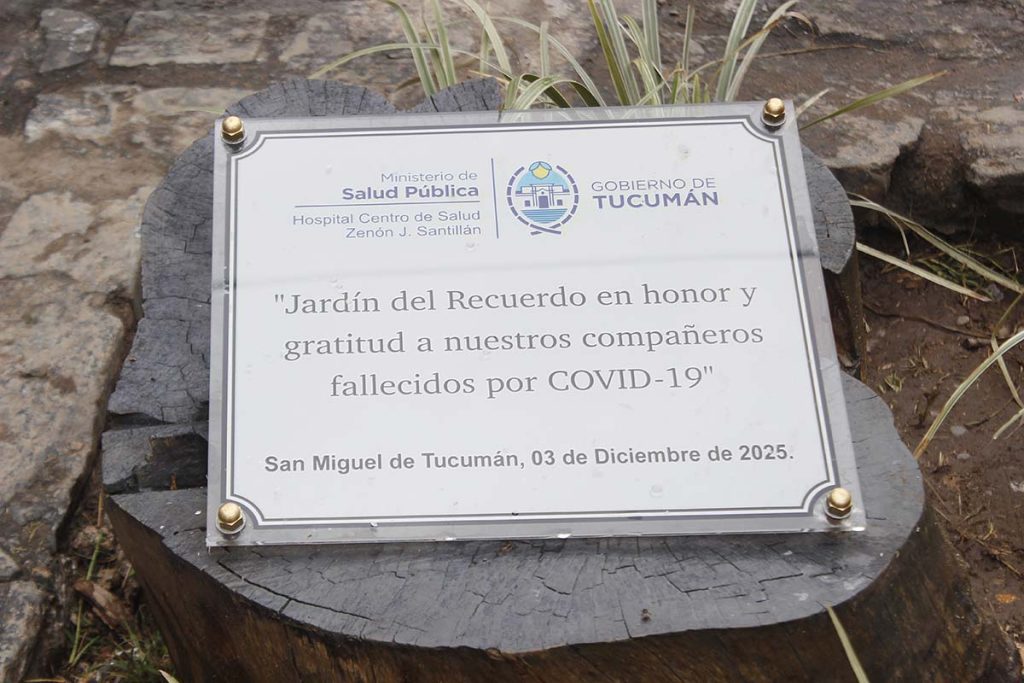 Ministerio de
Salud Pública
Hospital Centro de Salud
Zenón J. Santillán
GOBIERNO DE
TUCUMÁN
"Jardín del Recuerdo en honor y
gratitud a nuestros compañeros
fallecidos por COVID-19"
San Miguel de Tucumán, 03 de Diciembre de 2025.